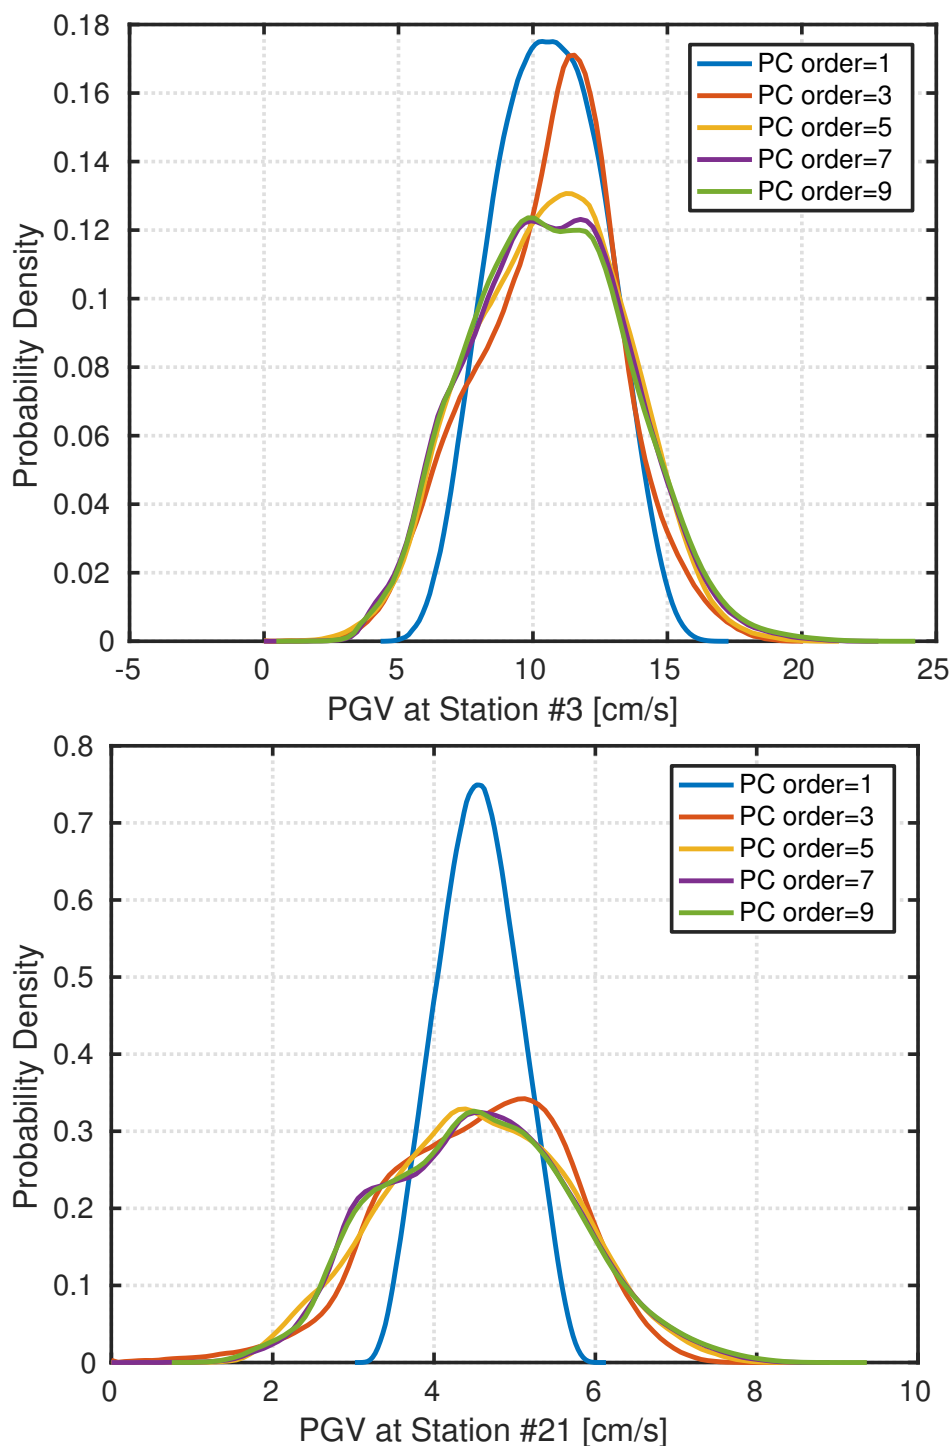 0.18
0.16
0.14
0.12
0.1
0.08
0.06
0.04
0.02
0
Probability Density
PC order=1
PC order=3
PC order=5
PC order=7
PC order=9
-5 0 5 10 15 20 25
PGV at Station #3 [cm/s]
0.8
0.7
0.6
0.5
0.4
0.3
0.2
0.1
0
Probability Density
PC order=1
PC order=3
PC order=5
PC order=7
PC order=9
0 2 4 6 8 10
PGV at Station #21 [cm/s]